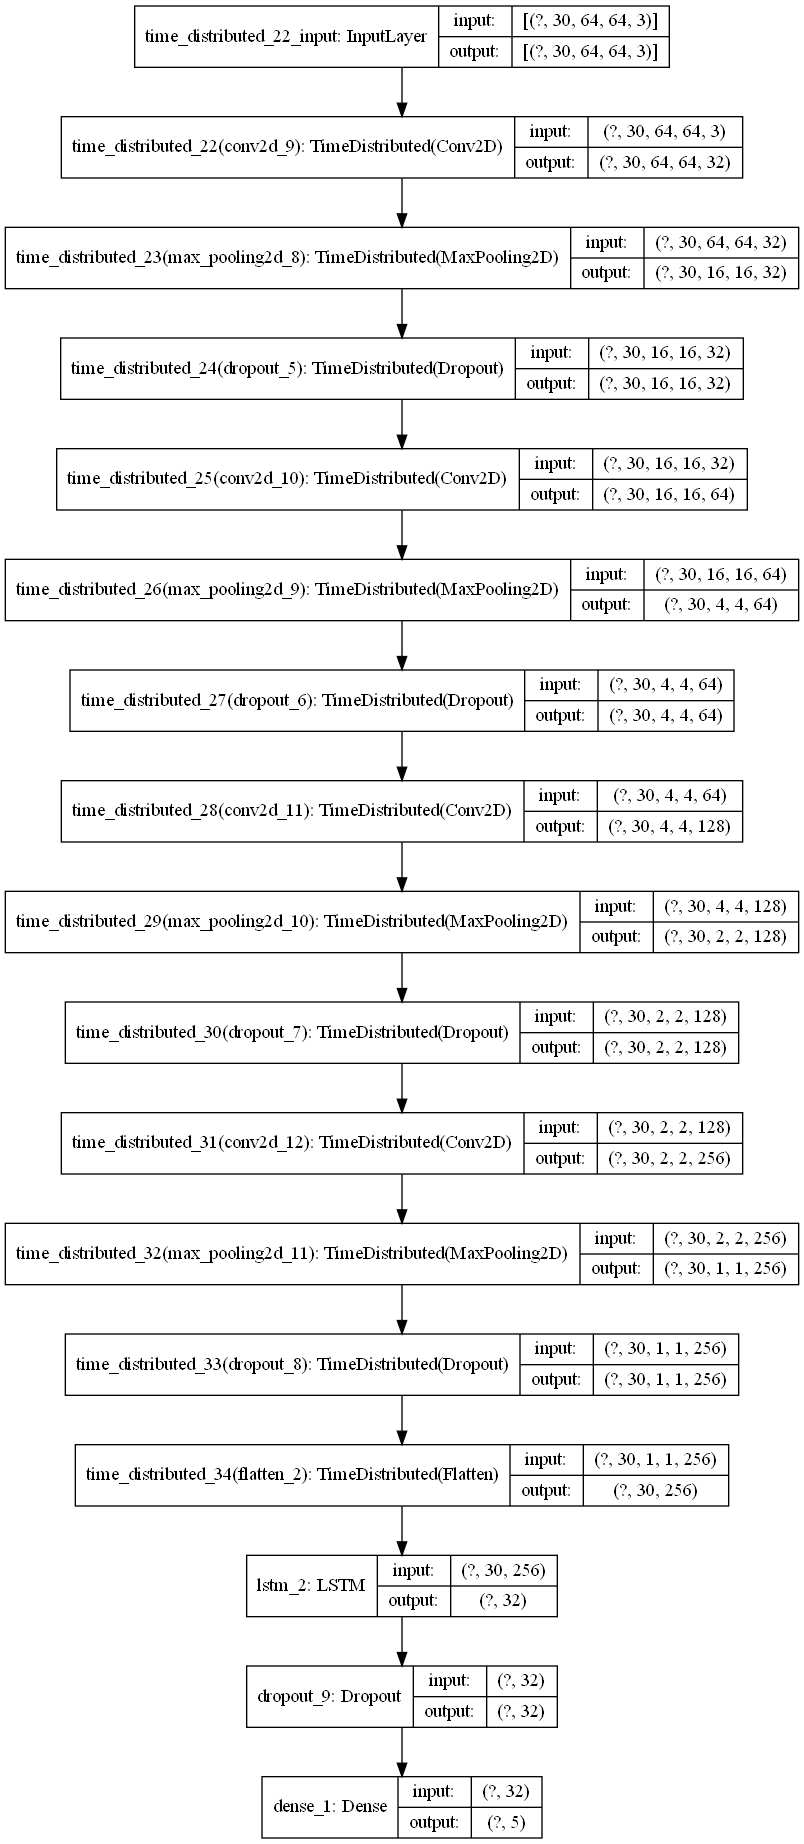 time_distributed_22_input: InputLayer
input: [(?, 30, 64, 64, 3)]
output: [(?, 30, 64, 64, 3)]
time_distributed_22(conv2d_9): TimeDistributed(Conv2D)
input: (?, 30, 64, 64, 3)
output: (?, 30, 64, 64, 32)
time_distributed_23(max_pooling2d_8): TimeDistributed(MaxPooling2D)
input: (?, 30, 64, 64, 32)
output: (?, 30, 16, 16, 32)
time_distributed_24(dropout_5): TimeDistributed(Dropout)
input: (?, 30, 16, 16, 32)
output: (?, 30, 16, 16, 32)
time_distributed_25(conv2d_10): TimeDistributed(Conv2D)
input: (?, 30, 16, 16, 32)
output: (?, 30, 16, 16, 64)
time_distributed_26(max_pooling2d_9): TimeDistributed(MaxPooling2D)
input: (?, 30, 16, 16, 64)
output: (?, 30, 4, 4, 64)
time_distributed_27(dropout_6): TimeDistributed(Dropout)
input: (?, 30, 4, 4, 64)
output: (?, 30, 4, 4, 64)
time_distributed_28(conv2d_11): TimeDistributed(Conv2D)
input: (?, 30, 4, 4, 64)
output: (?, 30, 4, 4, 128)
time_distributed_29(max_pooling2d_10): TimeDistributed(MaxPooling2D)
input: (?, 30, 4, 4, 128)
output: (?, 30, 2, 2, 128)
time_distributed_30(dropout_7): TimeDistributed(Dropout)
input: (?, 30, 2, 2, 128)
output: (?, 30, 2, 2, 128)
time_distributed_31(conv2d_12): TimeDistributed(Conv2D)
input: (?, 30, 2, 2, 128)
output: (?, 30, 2, 2, 256)
time_distributed_32(max_pooling2d_11): TimeDistributed(MaxPooling2D)
input: (?, 30, 2, 2, 256)
output: (?, 30, 1, 1, 256)
time_distributed_33(dropout_8): TimeDistributed(Dropout)
input: (?, 30, 1, 1, 256)
output: (?, 30, 1, 1, 256)
time_distributed_34(flatten_2): TimeDistributed(Flatten)
input: (?, 30, 1, 1, 256)
output: (?, 30, 256)
lstm_2: LSTM
input: (?, 30, 256)
output: (?, 32)
dropout_9: Dropout
input: (?, 32)
output: (?, 32)
dense_1: Dense
input: (?, 32)
output: (?, 5)